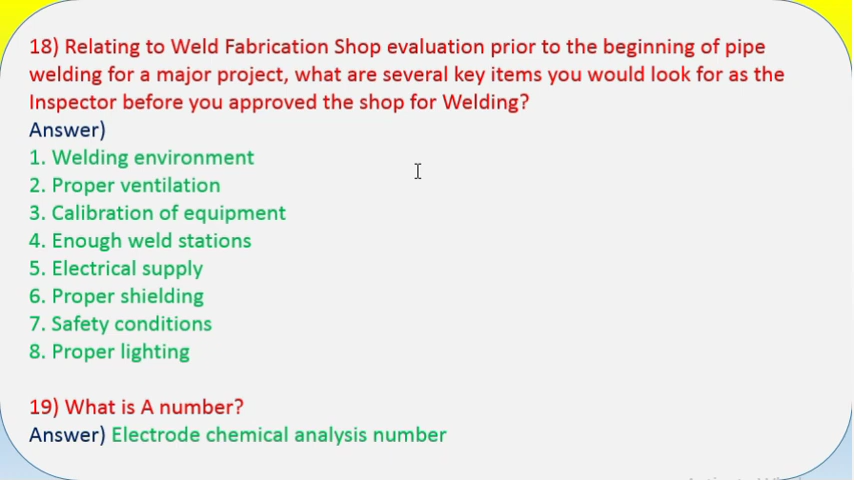 18) Relating to Weld Fabrication Shop evaluation prior to the beginning of pipe
welding for a major project, what are several key items you would look for as the
Inspector before you approved the shop for Welding?
Answer)
1. Welding environment
2. Proper ventilation
3. Calibration of equipment
4. Enough weld stations
5. Electrical supply
6. Proper shielding
7. Safety conditions
8. Proper lighting
19) What is A number?
Answer) Electrode chemical analysis number